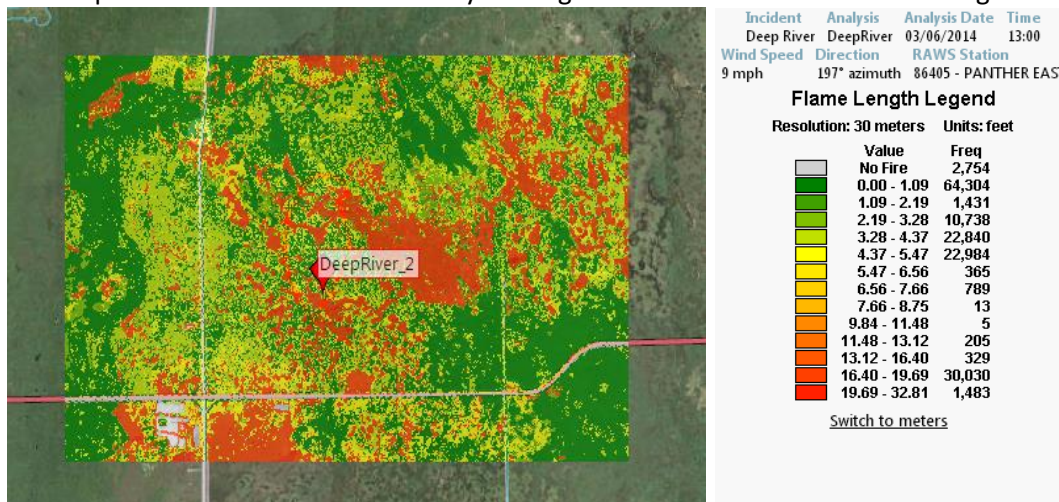 DeepRiver_2
Incident Analysis Analysis Date Time
Deep River DeepRiver 03/06/2014 13:00
Wind Speed Direction RAWS Station
9 mph 197° azimuth 86405 - PANTHER EAS
Flame Length Legend
Resolution: 30 meters Units: feet
Value Freq
No Fire 2,754
0.00 - 1.09 64,304
1.09 - 2.19 1,431
2.19 - 3.28 10,738
3.28 - 4.37 22,840
4.37 - 5.47 22,984
5.47 - 6.56 365
6.56 - 7.66 789
7.66 - 8.75 13
9.84 - 11.48 5
11.48 - 13.12 205
13.12 - 16.40 329
16.40 - 19.69 30,030
19.69 - 32.81 1,483
Switch to meters